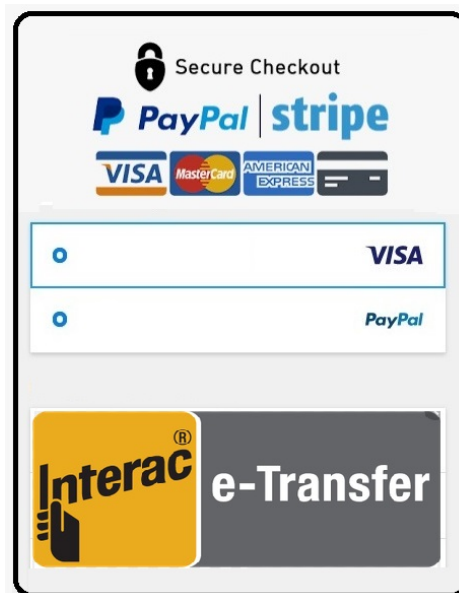 Secure Checkout
PayPal stripe
VISA MasterCard AMERICAN EXPRESS
VISA
PayPal
Interac® e-Transfer